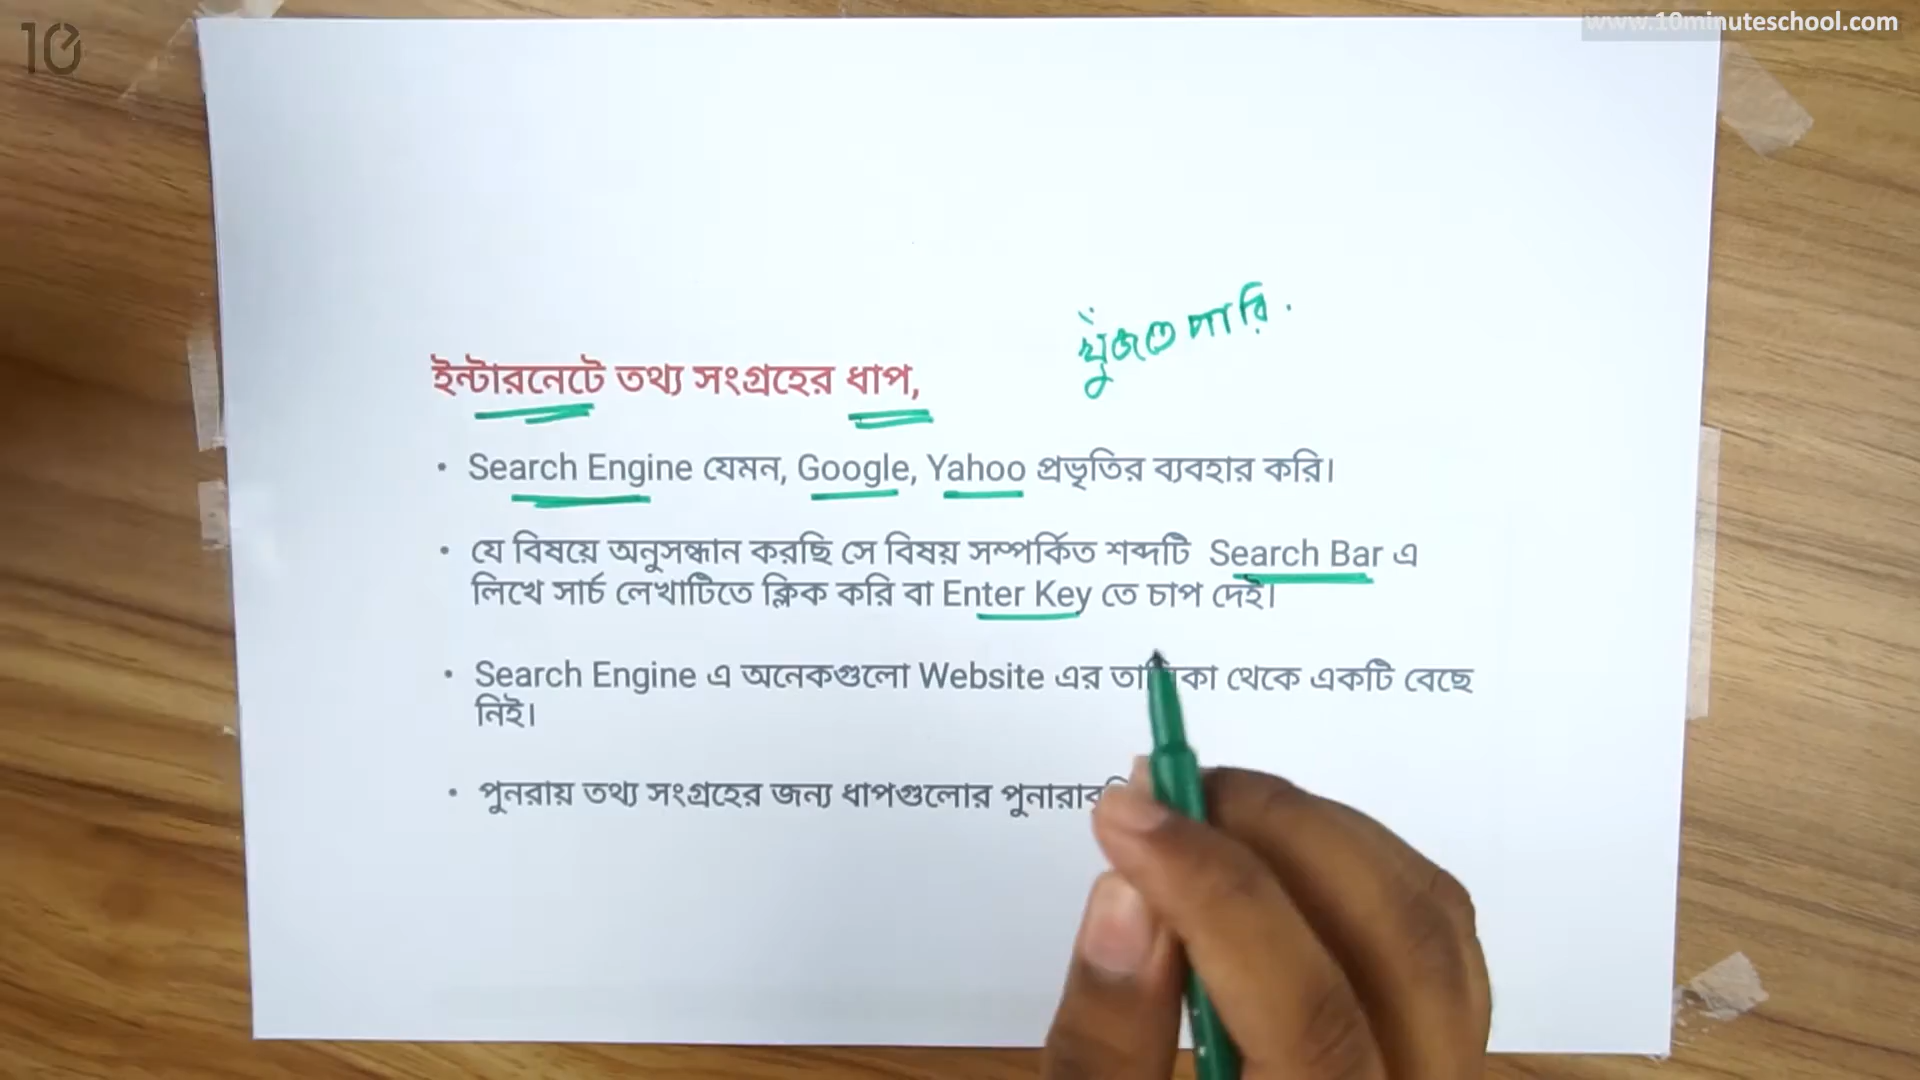 10
www.10minuteschool.com
খুঁজতে পারি.
ইন্টারনেটে তথ্য সংগ্রহের ধাপ,
• Search Engine যেমন, Google, Yahoo প্রভৃতির ব্যবহার করি।
• যে বিষয়ে অনুসন্ধান করছি সে বিষয় সম্পর্কিত শব্দটি Search Bar এ
লিখে সার্চ লেখাটিতে ক্লিক করি বা Enter Key তে চাপ দেই।
• Search Engine এ অনেকগুলো Website এর তালিকা থেকে একটি বেছে
নিই।
• পুনরায় তথ্য সংগ্রহের জন্য ধাপগুলোর